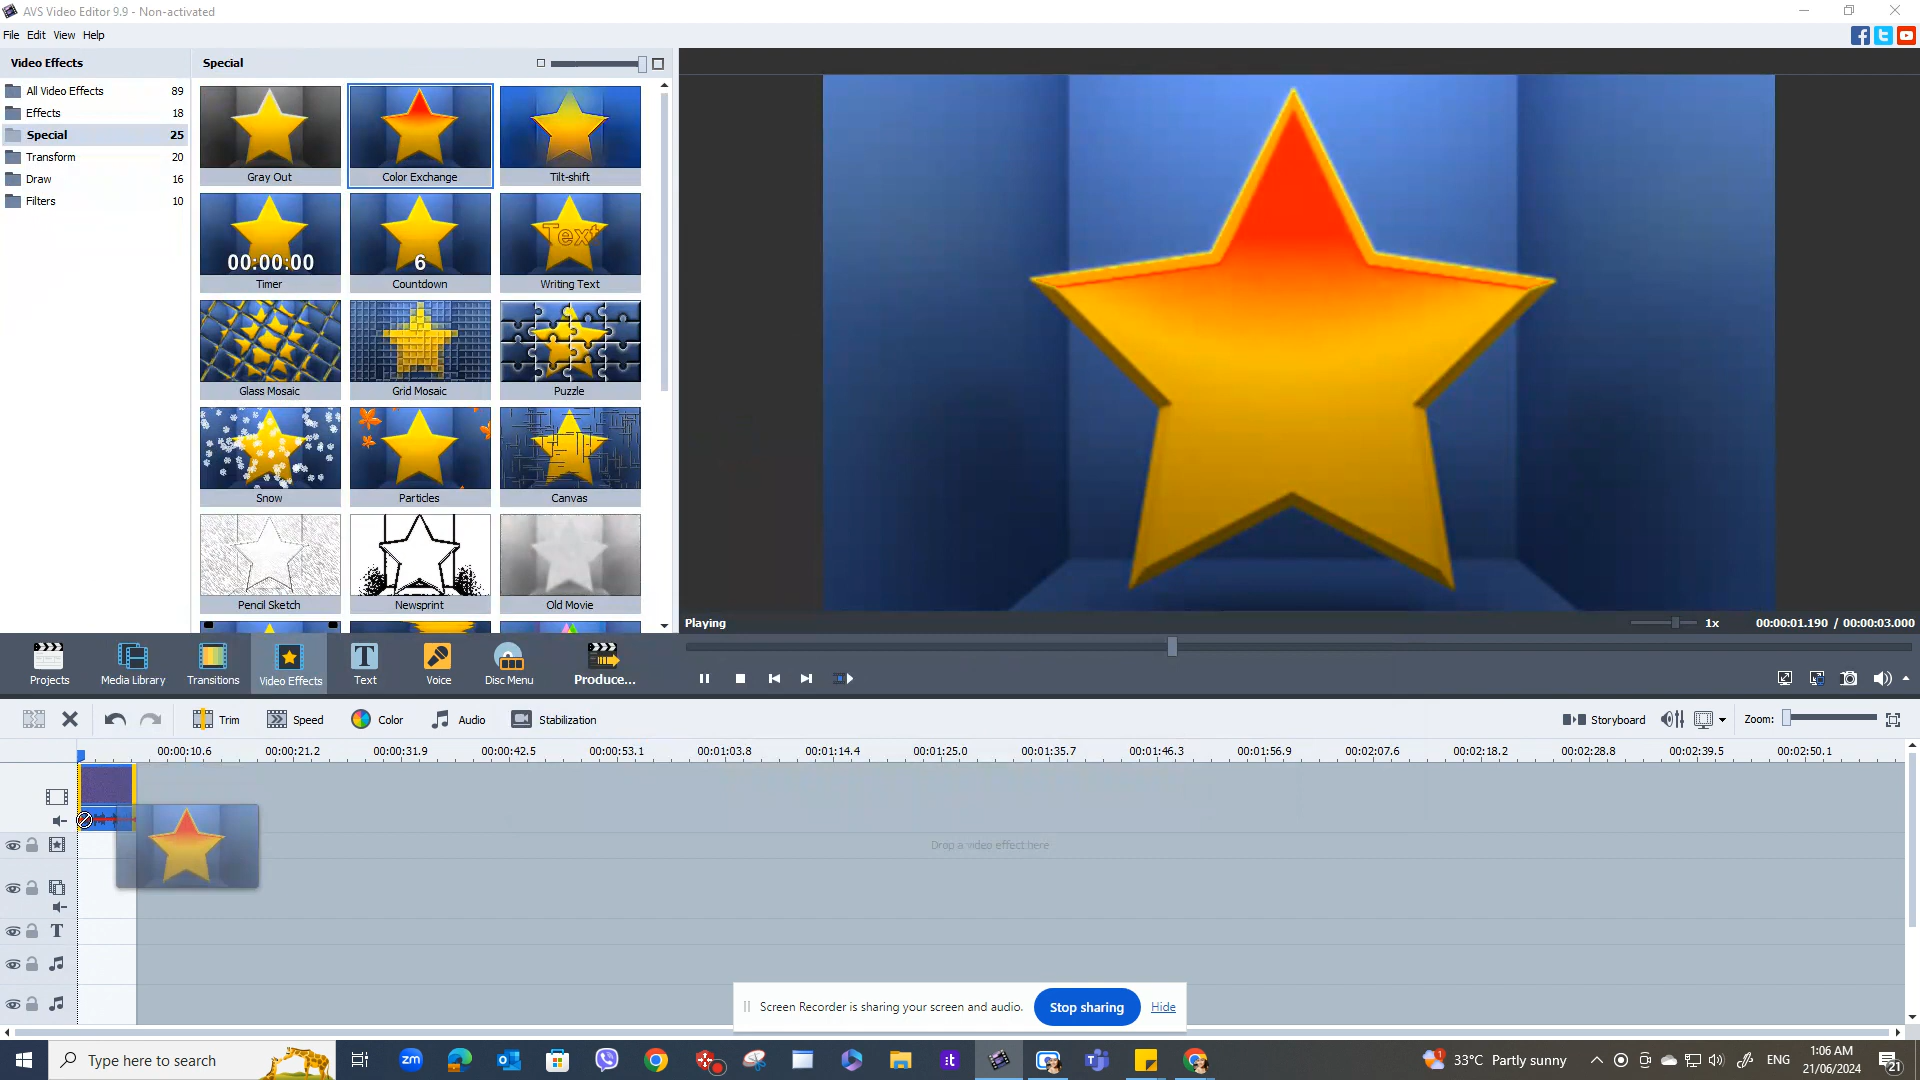 AVS Video Editor 9.9 - Non-activated
File Edit View Help
Video Effects
Special
All Video Effects 89
Effects 18
Special 25
Transform 20
Draw 16
Filters 10
Gray Out
Color Exchange
Tilt-shift
00:00:00
6
Text
Timer
Countdown
Writing Text
Glass Mosaic
Grid Mosaic
Puzzle
Snow
Particles
Canvas
Pencil Sketch
Newsprint
Old Movie
Playing
1x
00:00:01.190 / 00:00:03.000
Projects
Media Library
Transitions
Video Effects
Text
Voice
Disc Menu
Produce...
Trim
Speed
Color
Audio
Stabilization
Storyboard
Zoom:
00:00:10.6 00:00:21.2 00:00:31.9 00:00:42.5 00:00:53.1 00:01:03.8 00:01:14.4 00:01:25.0 00:01:35.7 00:01:46.3 00:01:56.9 00:02:07.6 00:02:18.2 00:02:28.8 00:02:39.5 00:02:50.1
Drop a video effect here
T
Screen Recorder is sharing your screen and audio.
Stop sharing
Hide
Type here to search
zm
33°C Partly sunny
ENG
1:06 AM
21/06/2024
21